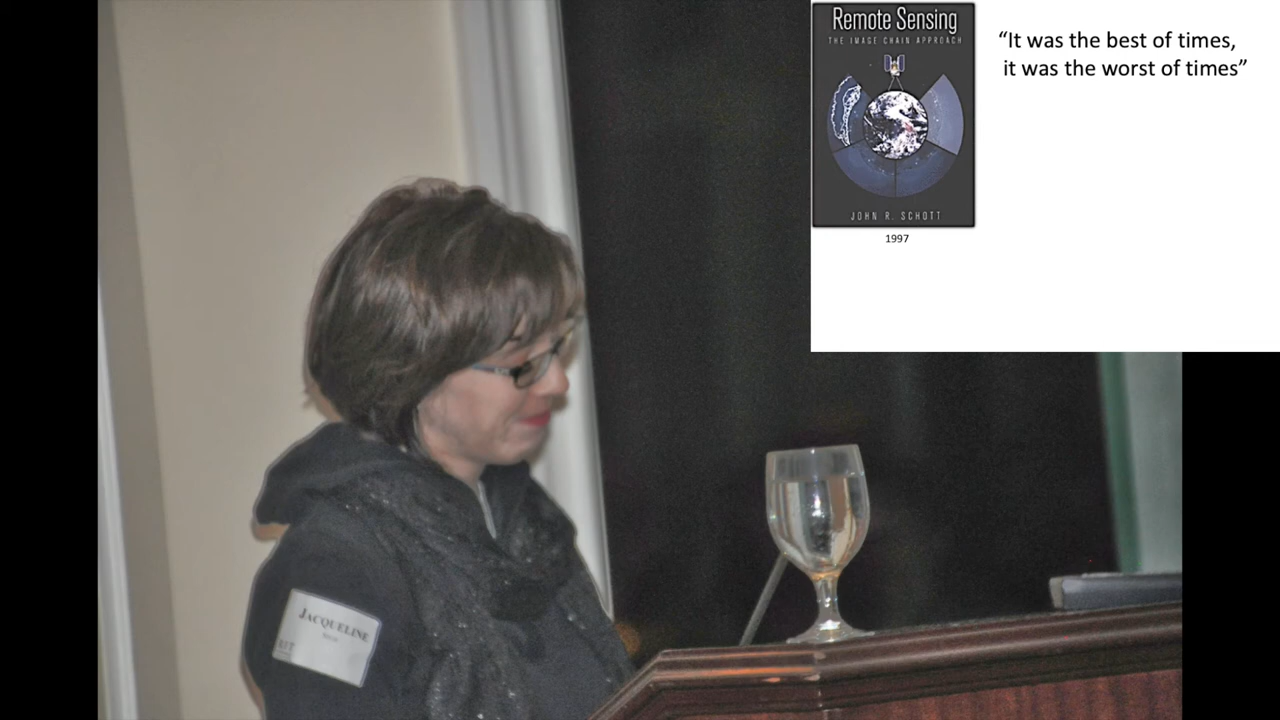 Remote Sensing
THE IMAGE CHAIN APPROACH
JOHN R. SCHOTT
1997
“It was the best of times,
it was the worst of times”
JACQUELINE